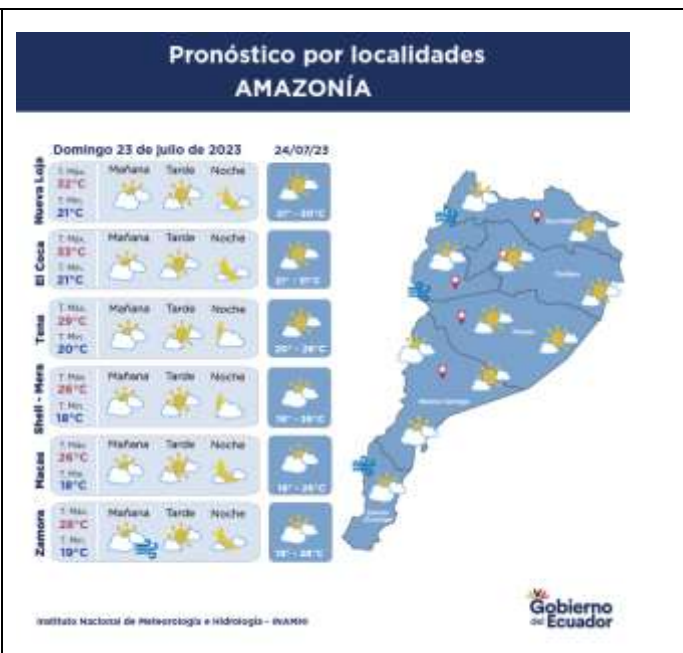 Pronóstico por localidades
AMAZONÍA
Domingo 23 de julio de 2023
24/07/23
Nueva Loja
T. Máx.
32°C
T. Mín.
21°C
Mañana Tarde Noche
El Coca
T. Máx.
33°C
T. Mín.
21°C
Mañana Tarde Noche
Tena
T. Máx.
29°C
T. Mín.
20°C
Mañana Tarde Noche
Shell - Mera
T. Máx.
26°C
T. Mín.
18°C
Mañana Tarde Noche
Macas
T. Máx.
26°C
T. Mín.
18°C
Mañana Tarde Noche
Zamora
T. Máx.
28°C
T. Mín.
19°C
Mañana Tarde Noche
Instituto Nacional de Meteorología e Hidrología - INAMHI
Gobierno
del Ecuador